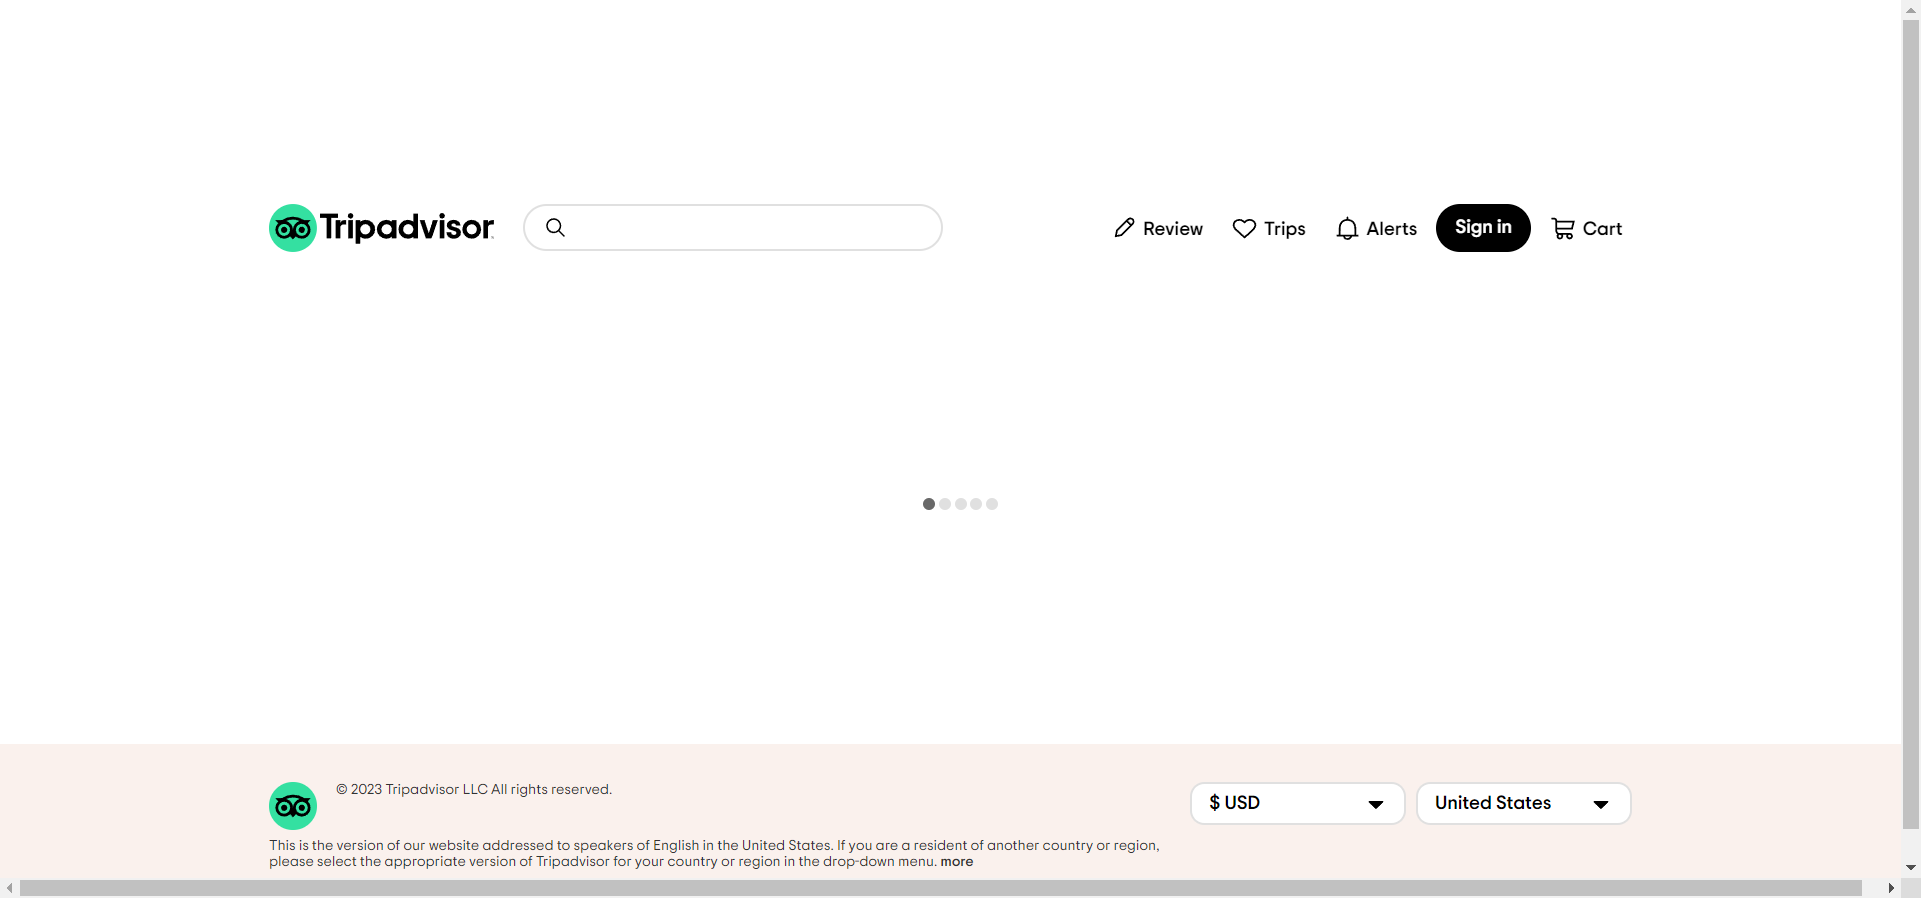 Tripadvisor
Review
Trips
Alerts
Sign in
Cart
© 2023 Tripadvisor LLC All rights reserved.
$ USD
United States
This is the version of our website addressed to speakers of English in the United States. If you are a resident of another country or region,
please select the appropriate version of Tripadvisor for your country or region in the drop-down menu. more